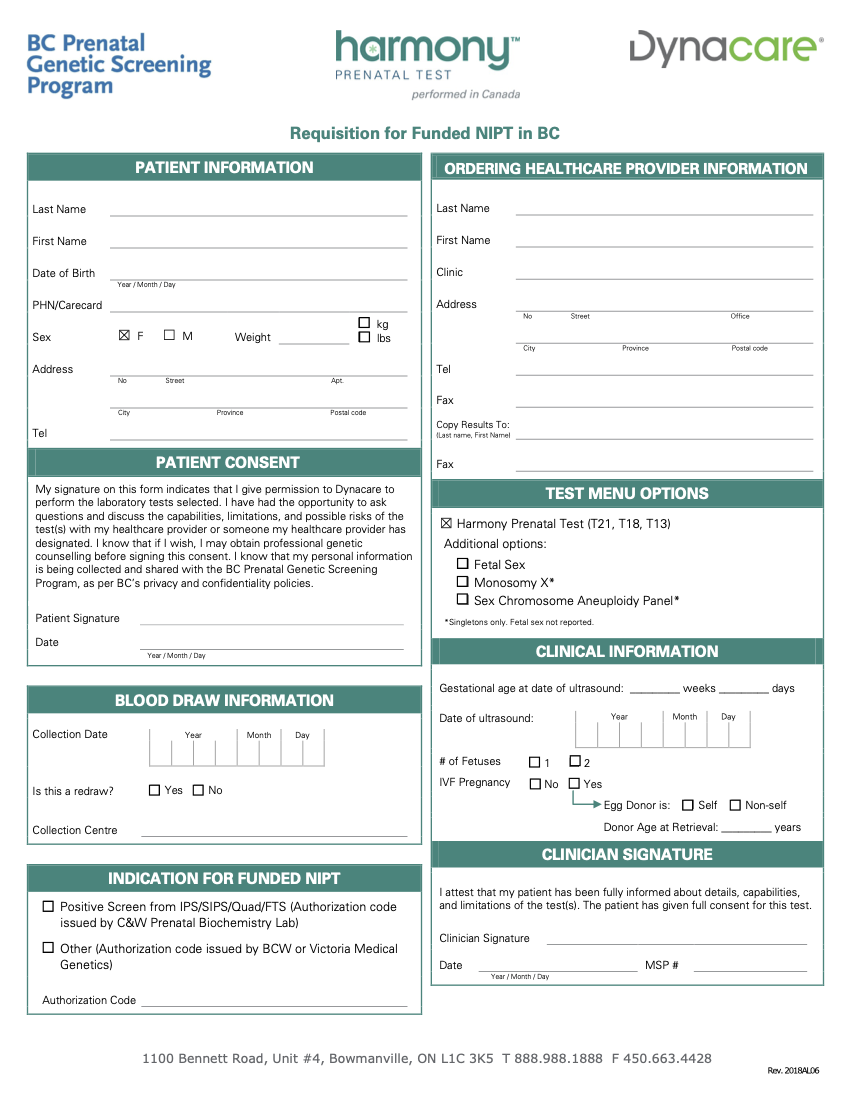 BC Prenatal
Genetic Screening
Program
harmony™
PRENATAL TEST
performed in Canada
Dynacare®
Requisition for Funded NIPT in BC
PATIENT INFORMATION
Last Name
First Name
Date of Birth
Year / Month / Day
PHN/Carecard
Sex ☒ F ☐ M Weight ☐ kg
☐ lbs
Address
No Street Apt.
City Province Postal code
Tel
PATIENT CONSENT
My signature on this form indicates that I give permission to Dynacare to
perform the laboratory tests selected. I have had the opportunity to ask
questions and discuss the capabilities, limitations, and possible risks of the
test(s) with my healthcare provider or someone my healthcare provider has
designated. I know that if I wish, I may obtain professional genetic
counselling before signing this consent. I know that my personal information
is being collected and shared with the BC Prenatal Genetic Screening
Program, as per BC's privacy and confidentiality policies.
Patient Signature
Date
Year / Month / Day
BLOOD DRAW INFORMATION
Collection Date Year Month Day
Is this a redraw? ☐ Yes ☐ No
Collection Centre
INDICATION FOR FUNDED NIPT
☐ Positive Screen from IPS/SIPS/Quad/FTS (Authorization code
issued by C&W Prenatal Biochemistry Lab)
☐ Other (Authorization code issued by BCW or Victoria Medical
Genetics)
Authorization Code
ORDERING HEALTHCARE PROVIDER INFORMATION
Last Name
First Name
Clinic
Address
No Street Office
City Province Postal code
Tel
Fax
Copy Results To:
(Last name, First Name)
Fax
TEST MENU OPTIONS
☒ Harmony Prenatal Test (T21, T18, T13)
Additional options:
☐ Fetal Sex
☐ Monosomy X*
☐ Sex Chromosome Aneuploidy Panel*
*Singletons only. Fetal sex not reported.
CLINICAL INFORMATION
Gestational age at date of ultrasound: ________ weeks ________ days
Date of ultrasound: Year Month Day
# of Fetuses ☐ 1 ☐ 2
IVF Pregnancy ☐ No ☐ Yes
Egg Donor is: ☐ Self ☐ Non-self
Donor Age at Retrieval: ________ years
CLINICIAN SIGNATURE
I attest that my patient has been fully informed about details, capabilities,
and limitations of the test(s). The patient has given full consent for this test.
Clinician Signature
Date MSP #
Year / Month / Day
1100 Bennett Road, Unit #4, Bowmanville, ON L1C 3K5 T 888.988.1888 F 450.663.4428
Rev. 2018AL06